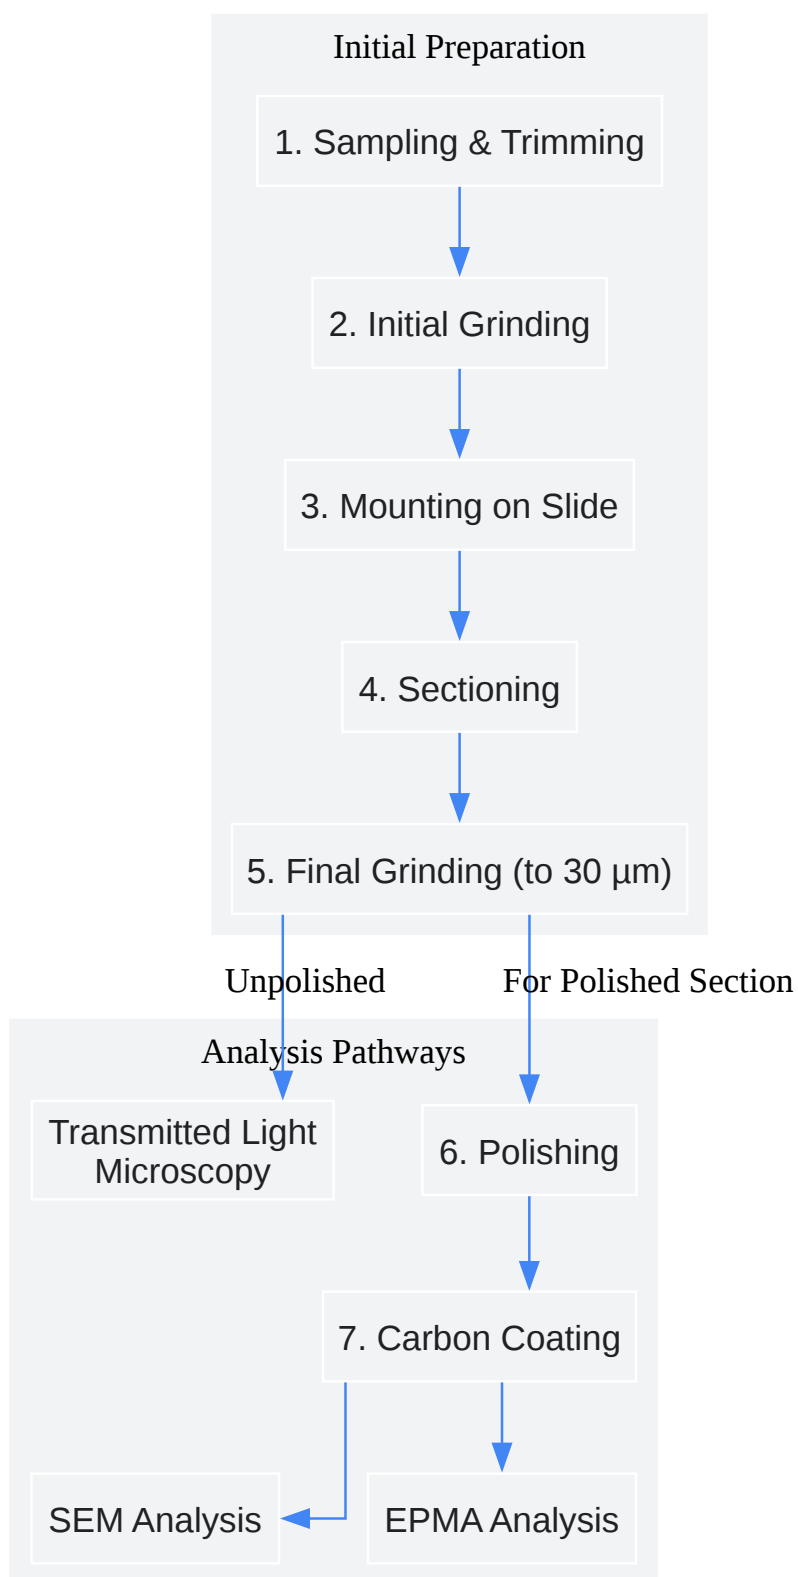 Initial Preparation
1. Sampling & Trimming
2. Initial Grinding
3. Mounting on Slide
4. Sectioning
5. Final Grinding (to 30 µm)
Unpolished
For Polished Section
Analysis Pathways
Transmitted Light
Microscopy
6. Polishing
7. Carbon Coating
SEM Analysis
EPMA Analysis